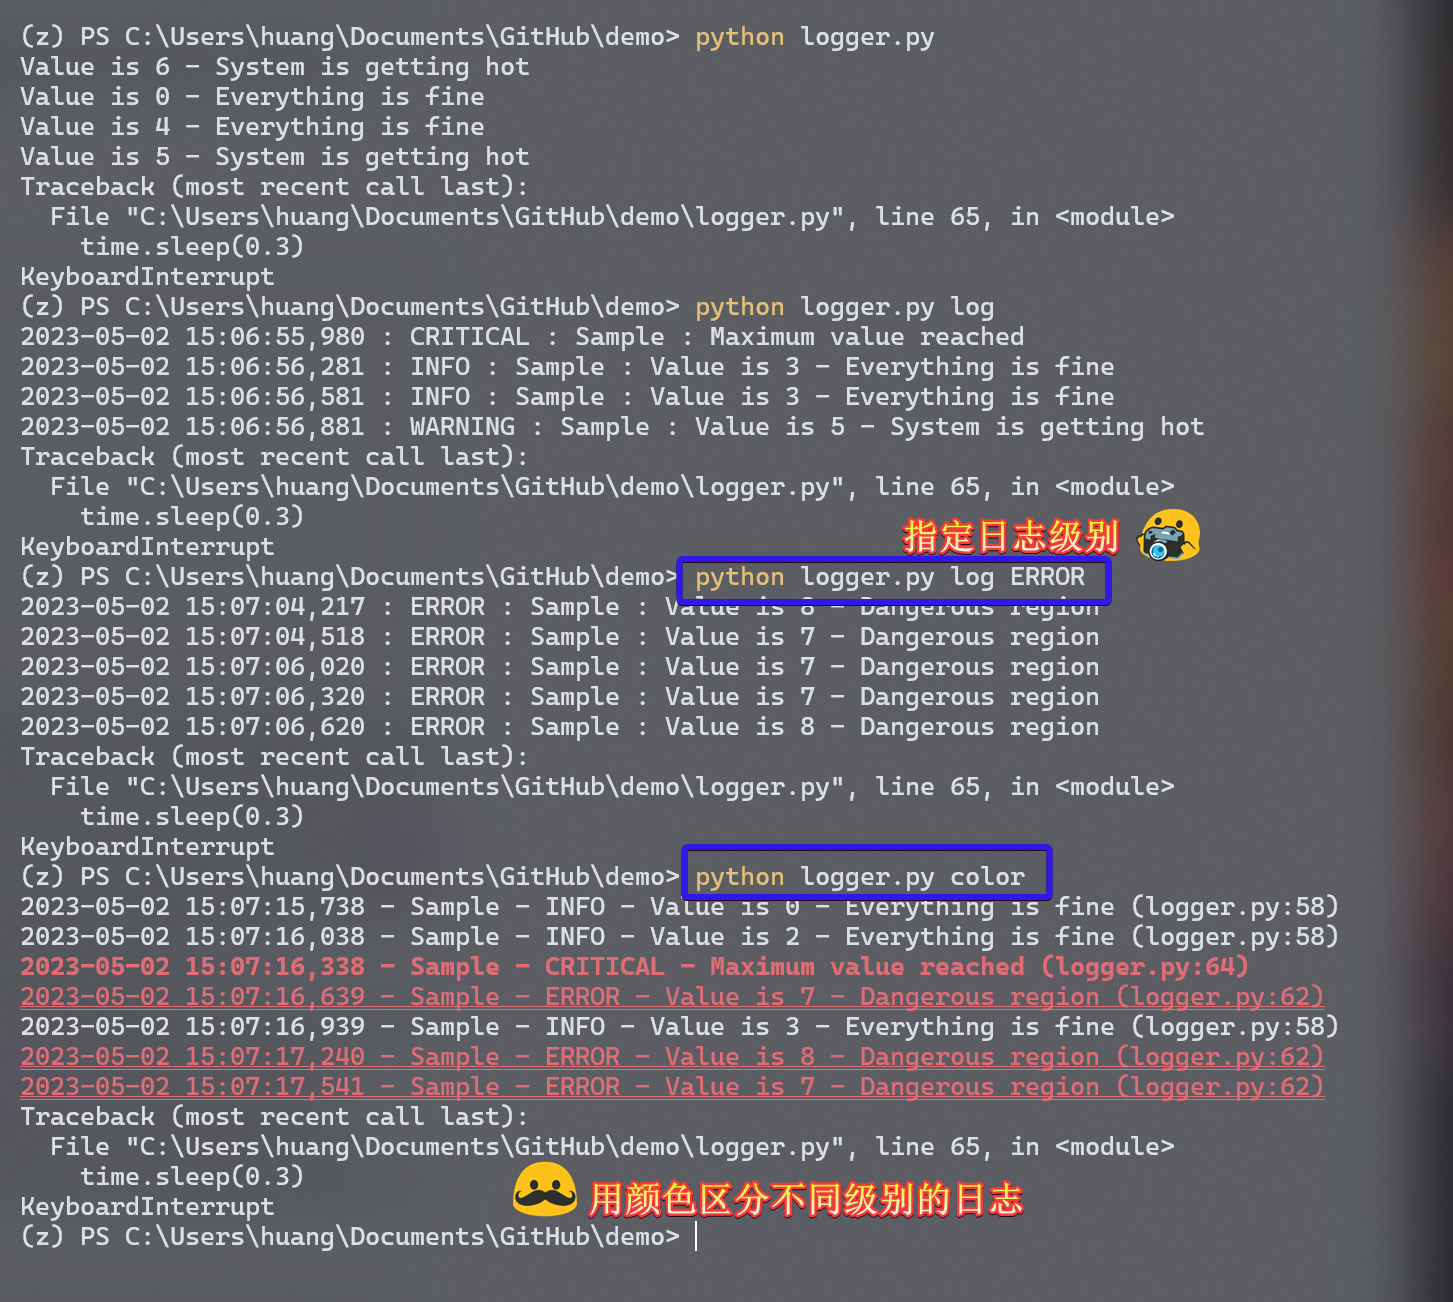 (z) PS C:\Users\huang\Documents\GitHub\demo> python logger.py
Value is 6 - System is getting hot
Value is 0 - Everything is fine
Value is 4 - Everything is fine
Value is 5 - System is getting hot
Traceback (most recent call last):
  File "C:\Users\huang\Documents\GitHub\demo\logger.py", line 65, in <module>
    time.sleep(0.3)
KeyboardInterrupt
(z) PS C:\Users\huang\Documents\GitHub\demo> python logger.py log
2023-05-02 15:06:55,980 : CRITICAL : Sample : Maximum value reached
2023-05-02 15:06:56,281 : INFO : Sample : Value is 3 - Everything is fine
2023-05-02 15:06:56,581 : INFO : Sample : Value is 3 - Everything is fine
2023-05-02 15:06:56,881 : WARNING : Sample : Value is 5 - System is getting hot
Traceback (most recent call last):
  File "C:\Users\huang\Documents\GitHub\demo\logger.py", line 65, in <module>
    time.sleep(0.3)
指定日志级别
KeyboardInterrupt
(z) PS C:\Users\huang\Documents\GitHub\demo> python logger.py log ERROR
2023-05-02 15:07:04,217 : ERROR : Sample : Value is 8 - Dangerous region
2023-05-02 15:07:04,518 : ERROR : Sample : Value is 7 - Dangerous region
2023-05-02 15:07:06,020 : ERROR : Sample : Value is 7 - Dangerous region
2023-05-02 15:07:06,320 : ERROR : Sample : Value is 7 - Dangerous region
2023-05-02 15:07:06,620 : ERROR : Sample : Value is 8 - Dangerous region
Traceback (most recent call last):
  File "C:\Users\huang\Documents\GitHub\demo\logger.py", line 65, in <module>
    time.sleep(0.3)
KeyboardInterrupt
(z) PS C:\Users\huang\Documents\GitHub\demo> python logger.py color
2023-05-02 15:07:15,738 - Sample - INFO - Value is 0 - Everything is fine (logger.py:58)
2023-05-02 15:07:16,038 - Sample - INFO - Value is 2 - Everything is fine (logger.py:58)
2023-05-02 15:07:16,338 - Sample - CRITICAL - Maximum value reached (logger.py:64)
2023-05-02 15:07:16,639 - Sample - ERROR - Value is 7 - Dangerous region (logger.py:62)
2023-05-02 15:07:16,939 - Sample - INFO - Value is 3 - Everything is fine (logger.py:58)
2023-05-02 15:07:17,240 - Sample - ERROR - Value is 8 - Dangerous region (logger.py:62)
2023-05-02 15:07:17,541 - Sample - ERROR - Value is 7 - Dangerous region (logger.py:62)
Traceback (most recent call last):
  File "C:\Users\huang\Documents\GitHub\demo\logger.py", line 65, in <module>
    time.sleep(0.3)
用颜色区分不同级别的日志
KeyboardInterrupt
(z) PS C:\Users\huang\Documents\GitHub\demo>